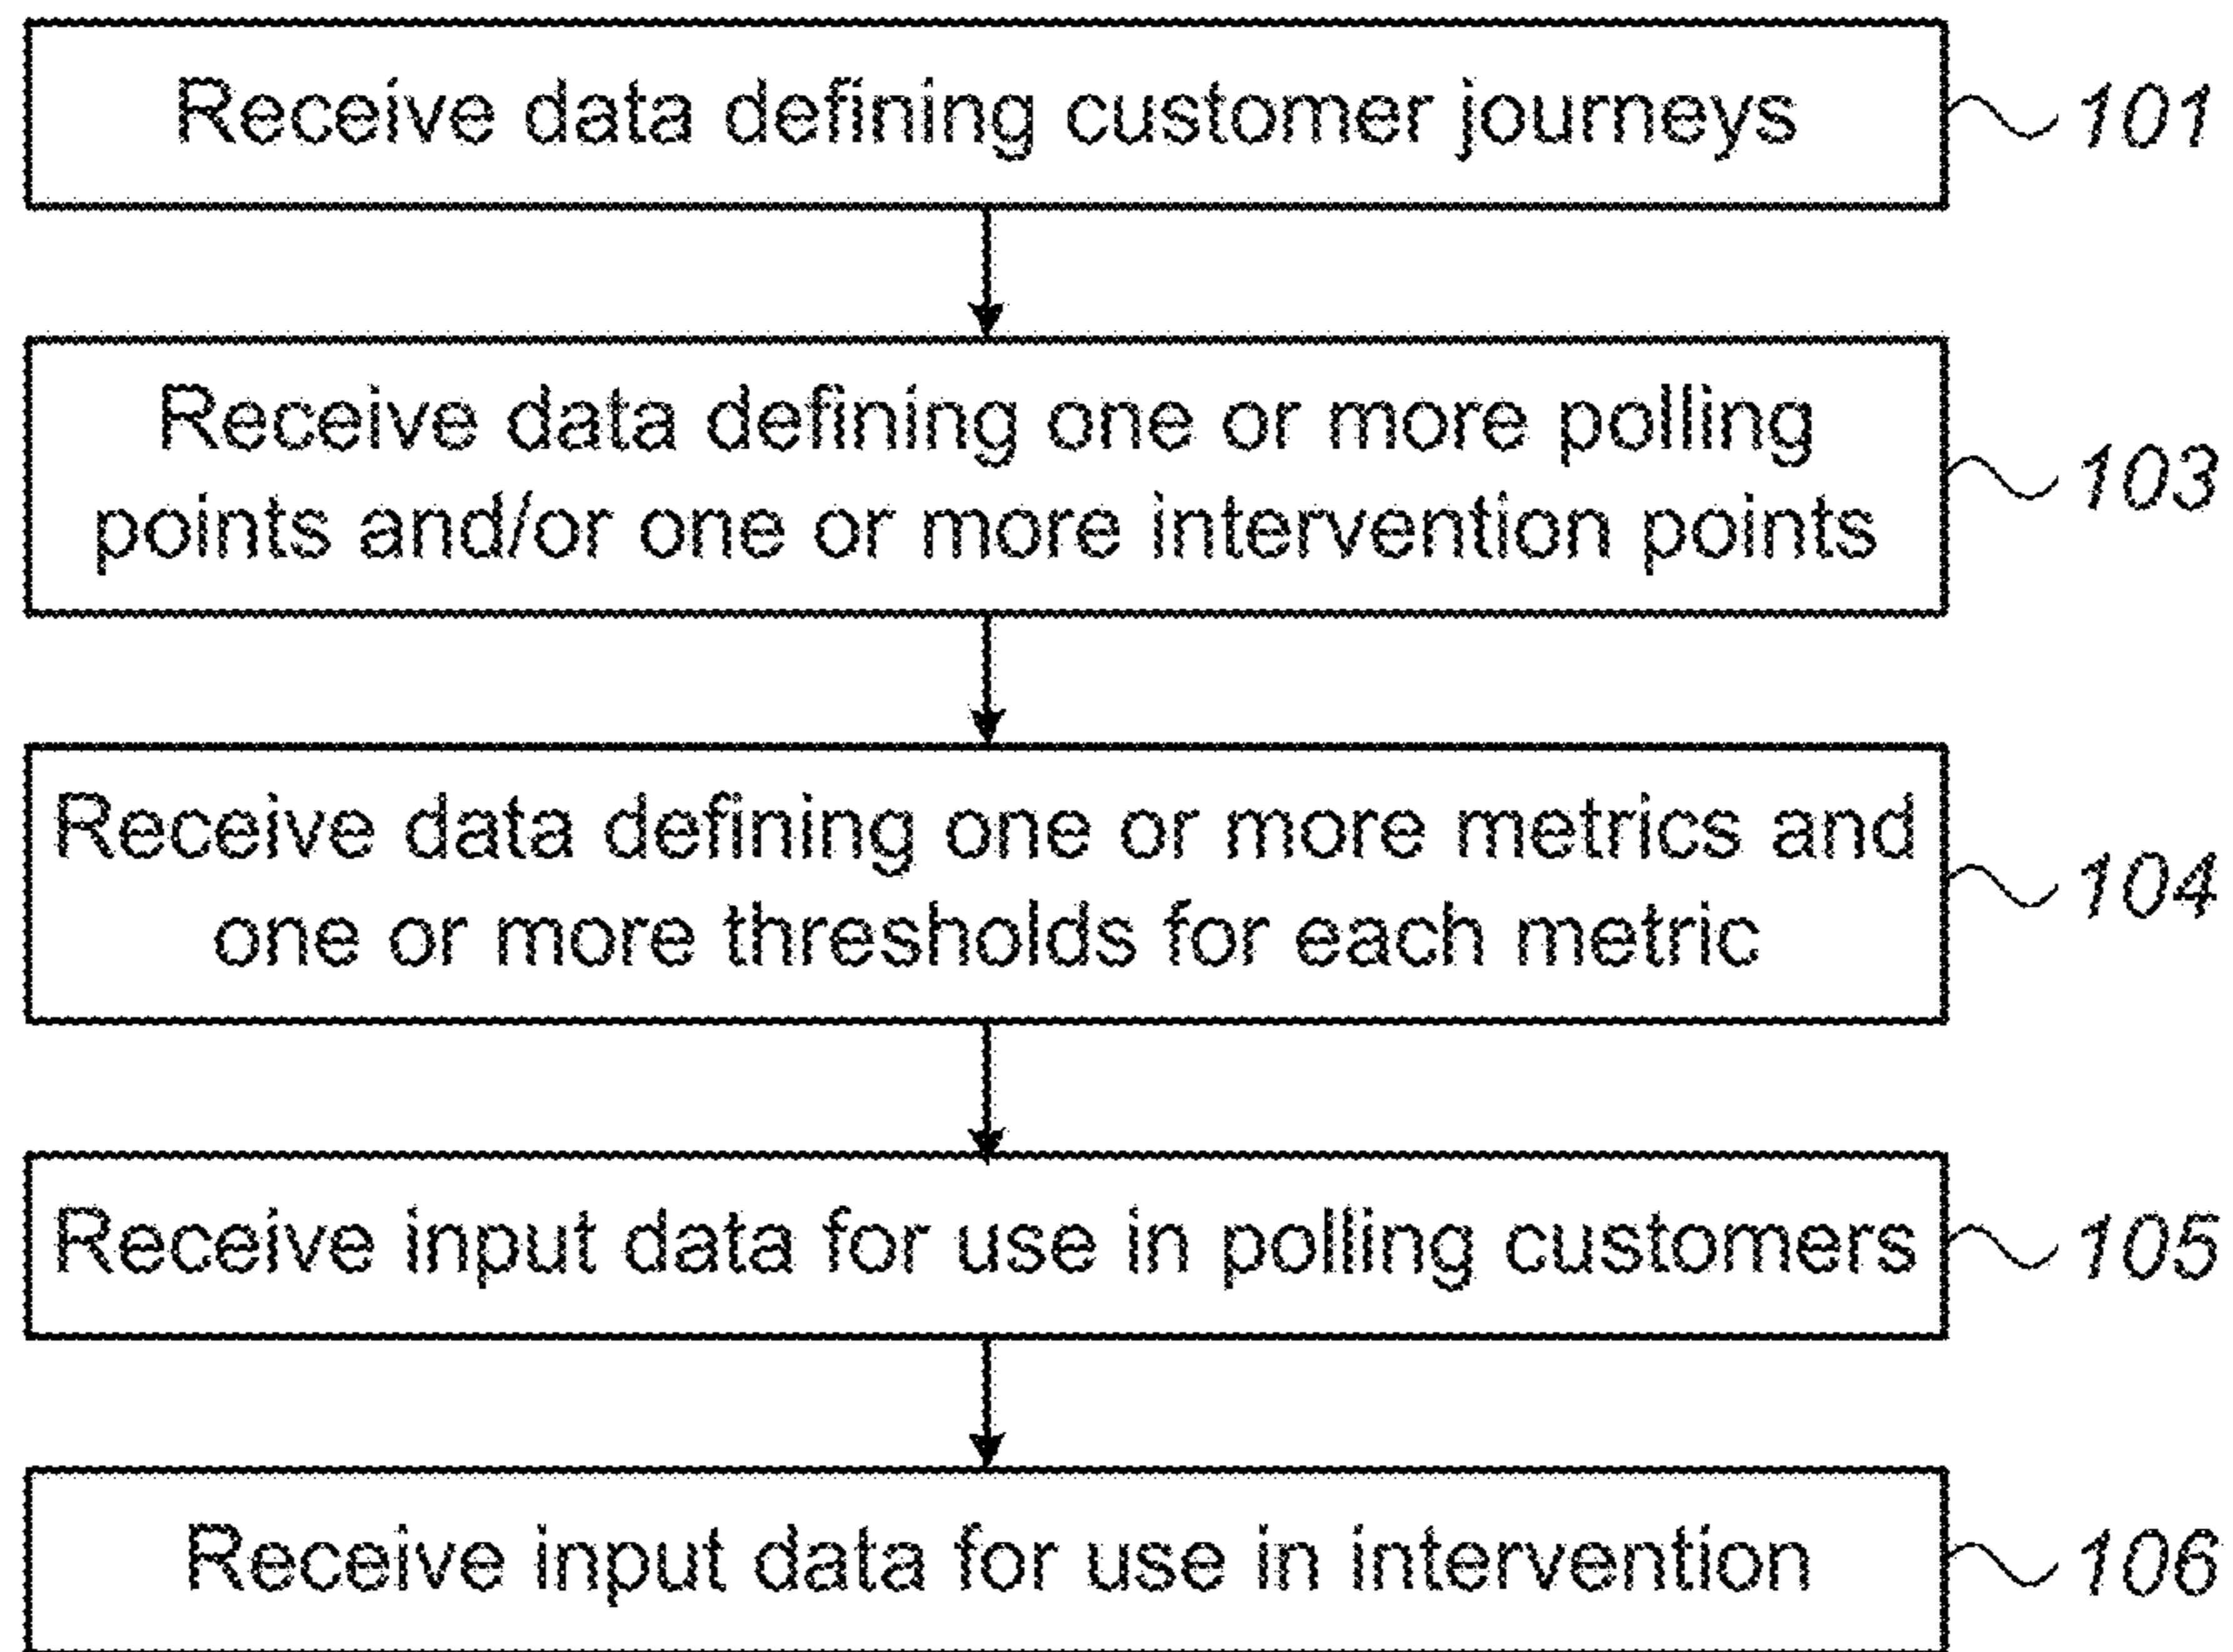 Receive data defining customer journeys
101
Receive data defining one or more polling
points and/or one or more intervention points
103
Receive data defining one or more metrics and
one or more thresholds for each metric
104
Receive input data for use in polling customers
105
Receive input data for use in intervention
106